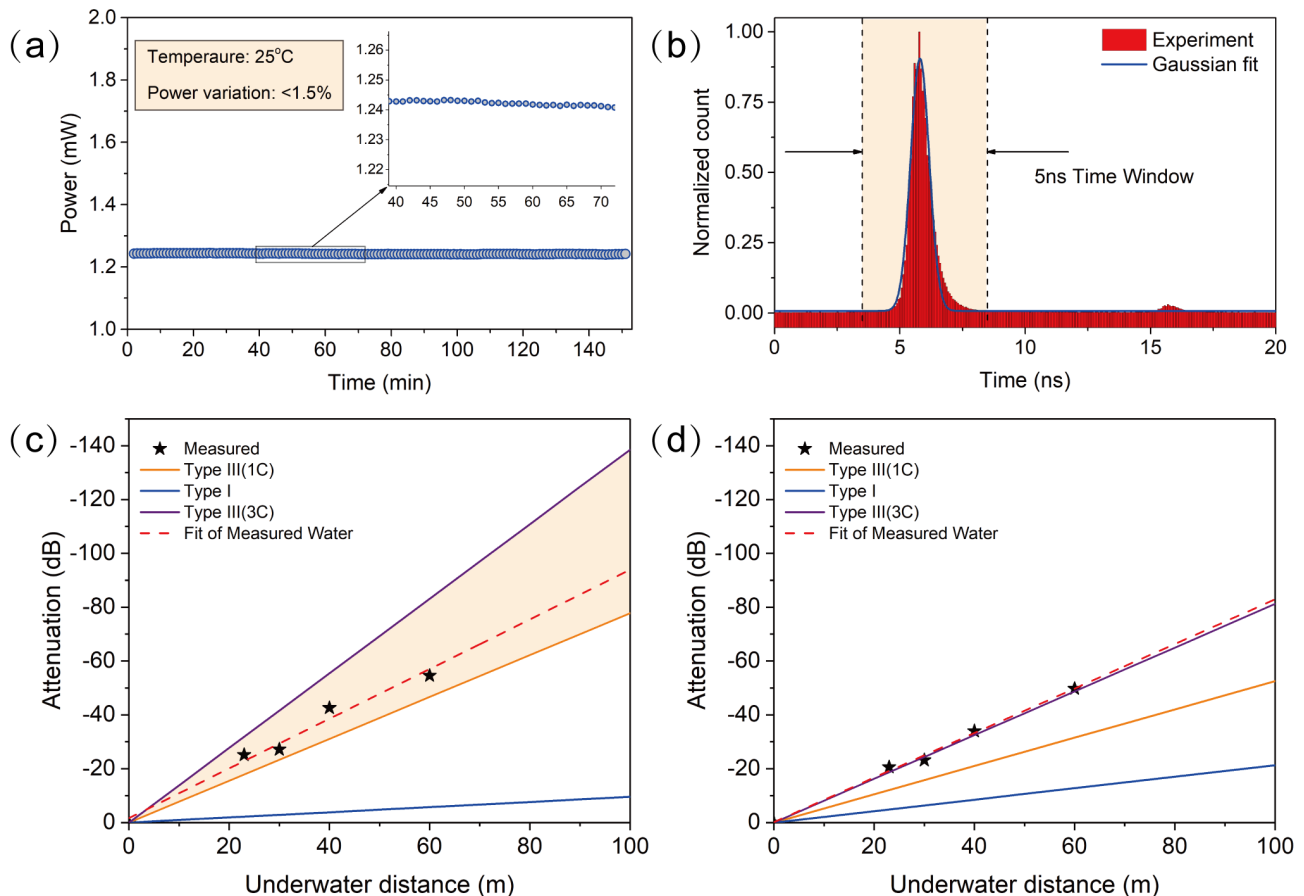 (a)
2.0
1.8
1.6
1.4
1.2
1.0
Power (mW)
Temperaure: 25°C
Power variation: <1.5%
1.26
1.25
1.24
1.23
1.22
40 45 50 55 60 65 70
0 20 40 60 80 100 120 140
Time (min)
(b)
1.00
0.75
0.50
0.25
0.00
Normalized count
Experiment
Gaussian fit
5ns Time Window
0 5 10 15 20
Time (ns)
(c)
-140
-120
-100
-80
-60
-40
-20
0
Attenuation (dB)
Measured
Type III(1C)
Type I
Type III(3C)
Fit of Measured Water
0 20 40 60 80 100
Underwater distance (m)
(d)
-140
-120
-100
-80
-60
-40
-20
0
Attenuation (dB)
Measured
Type III(1C)
Type I
Type III(3C)
Fit of Measured Water
0 20 40 60 80 100
Underwater distance (m)